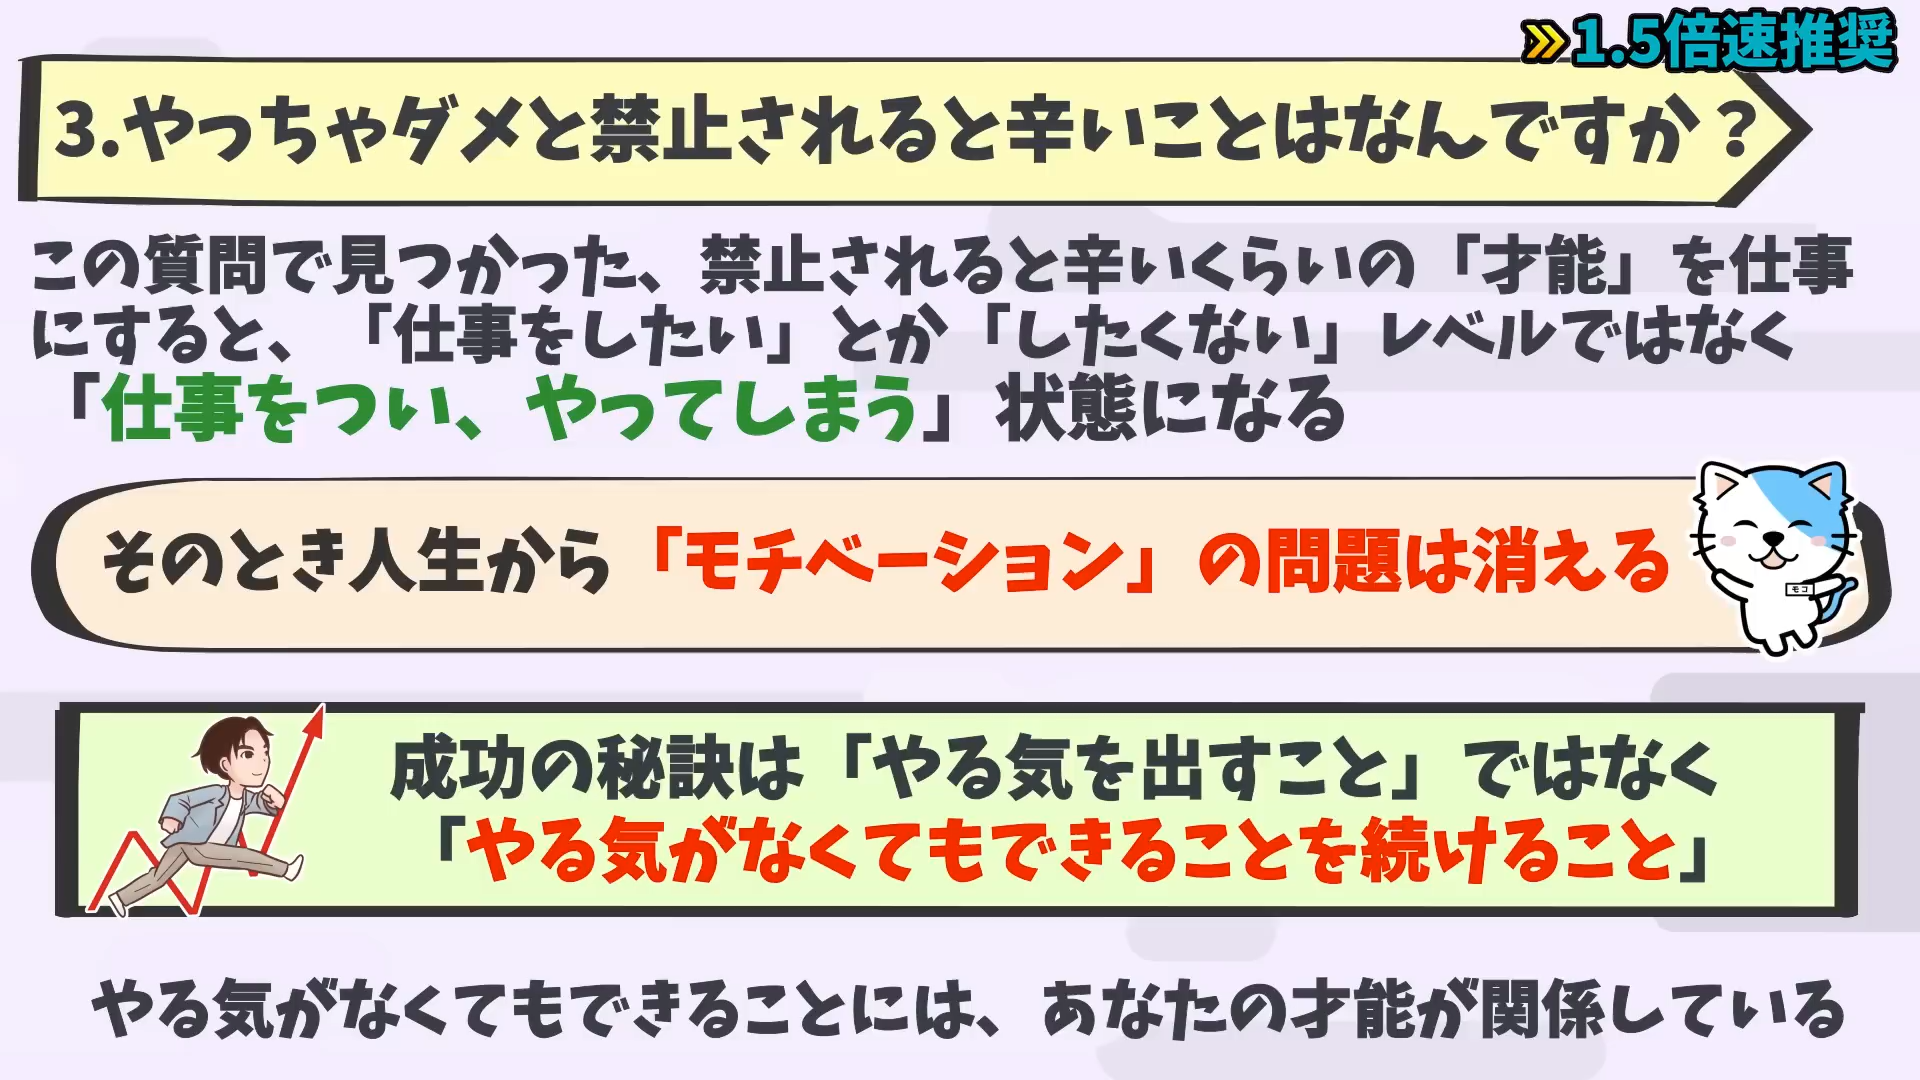 1.5倍速推奨
3.やっちゃダメと禁止されると辛いことはなんですか？
この質問で見つかった、禁止されると辛いくらいの「才能」を仕事
にすると、「仕事をしたい」とか「したくない」レベルではなく
「仕事をつい、やってしまう」状態になる
そのとき人生から「モチベーション」の問題は消える
モコ
成功の秘訣は「やる気を出すこと」ではなく
「やる気がなくてもできることを続けること」
やる気がなくてもできることには、あなたの才能が関係している